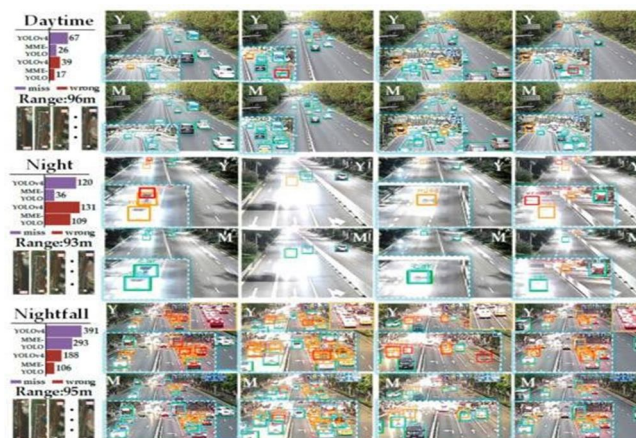 Daytime
YOLOv4 67
MME-YOLO 26
YOLOv4 39
MME-YOLO 17
miss wrong
Range:96m
Y Y Y Y
M M M M
Night
YOLOv4 120
MME-YOLO 36
YOLOv4 131
MME-YOLO 109
miss wrong
Range:93m
Y Y Y Y
M M M M
Nightfall
YOLOv4 391
MME-YOLO 293
YOLOv4 188
MME-YOLO 106
miss wrong
Range:95m
Y Y Y Y
M M M M